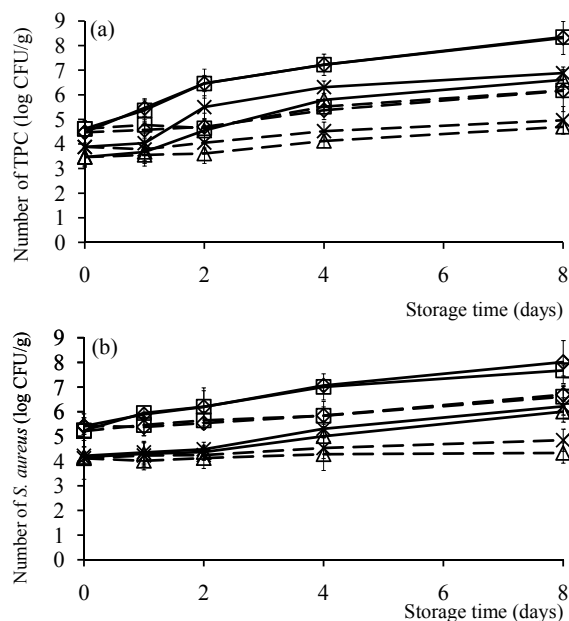 (a)
Number of TPC (log CFU/g)
9
8
7
6
5
4
3
2
1
0
0 2 4 6 8
Storage time (days)
(b)
Number of S. aureus (log CFU/g)
9
8
7
6
5
4
3
2
1
0
0 2 4 6 8
Storage time (days)